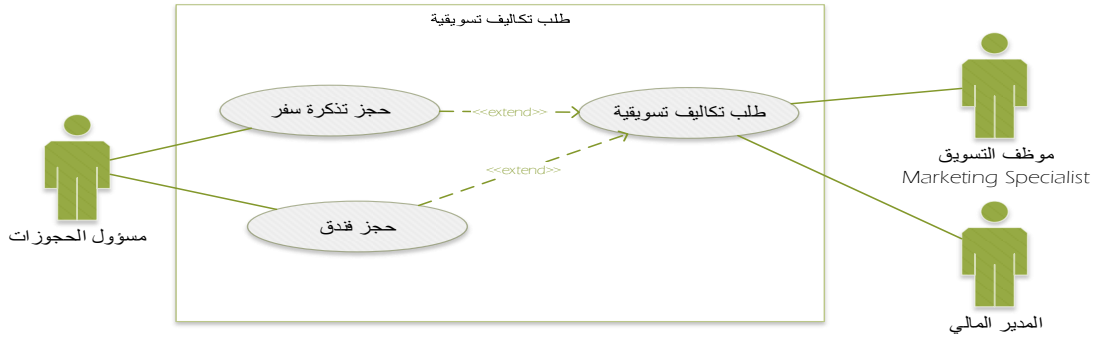 طلب تكاليف تسويقية
حجز تذكرة سفر
<<extend>>
طلب تكاليف تسويقية
موظف التسويق
Marketing Specialist
<<extend>>
حجز فندق
مسؤول الحجوزات
المدير المالي